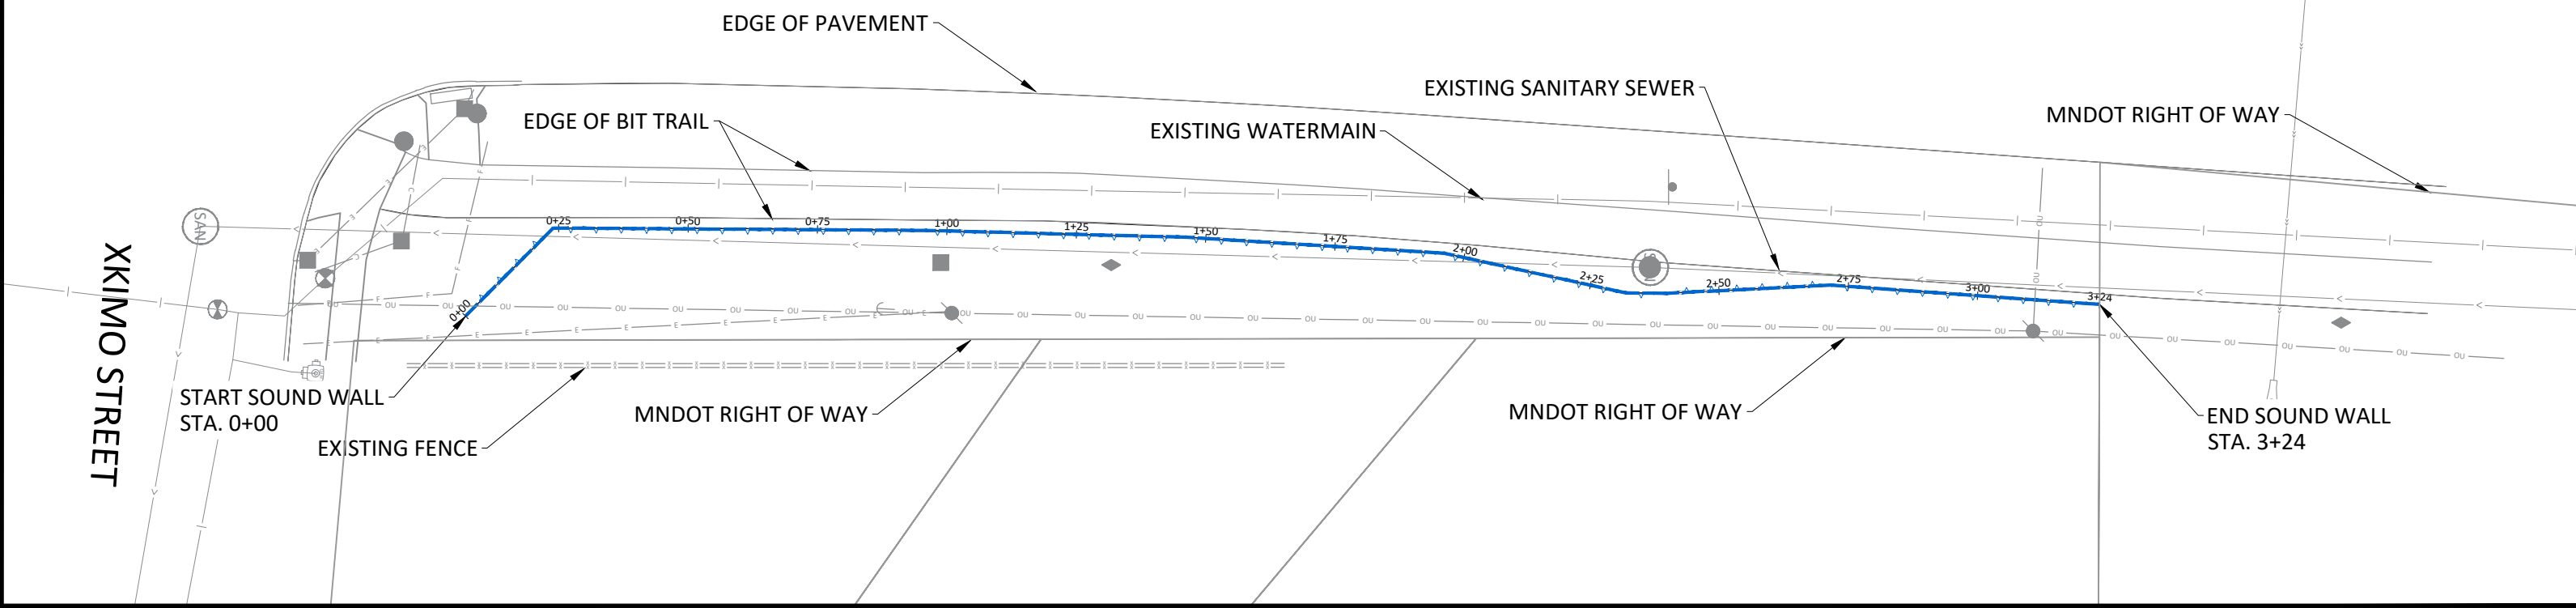 EDGE OF PAVEMENT
EXISTING SANITARY SEWER
MNDOT RIGHT OF WAY
EDGE OF BIT TRAIL
EXISTING WATERMAIN
SAN
XKIMO STREET
0+00
0+25
0+50
0+75
1+00
1+25
1+50
1+75
2+00
2+25
2+50
2+75
3+00
3+24
START SOUND WALL
STA. 0+00
EXISTING FENCE
MNDOT RIGHT OF WAY
MNDOT RIGHT OF WAY
END SOUND WALL
STA. 3+24